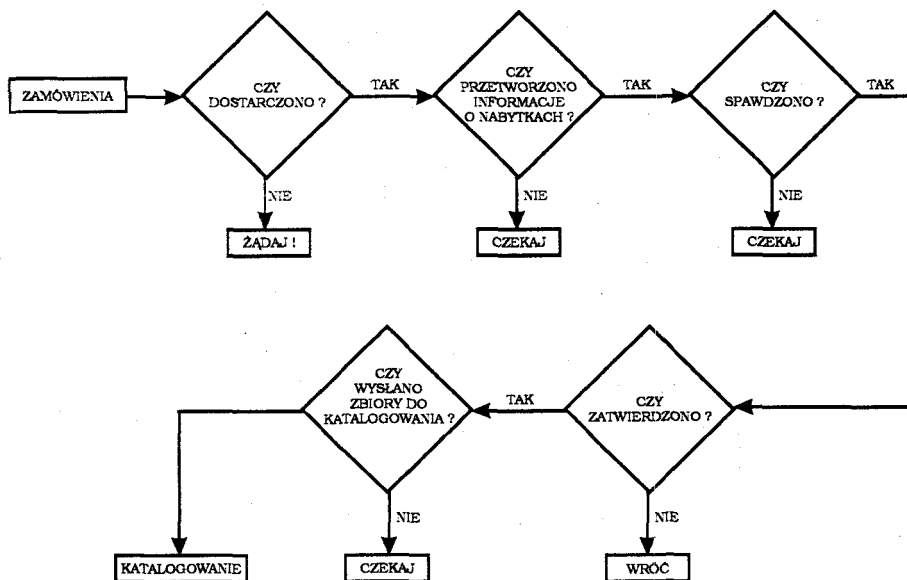 ZAMÓWIENIA
CZY
DOSTARCZONO ?
TAK
CZY
PRZETWORZONO
INFORMACJE
O NABYTKACH ?
TAK
CZY
SPAWDZONO ?
TAK
NIE
NIE
NIE
ŻĄDAJ !
CZEKAJ
CZEKAJ
CZY
WYSŁANO
ZBIORY DO
KATALOGOWANIA ?
TAK
CZY
ZATWIERDZONO ?
NIE
NIE
KATALOGOWANIE
CZEKAJ
WRÓĆ